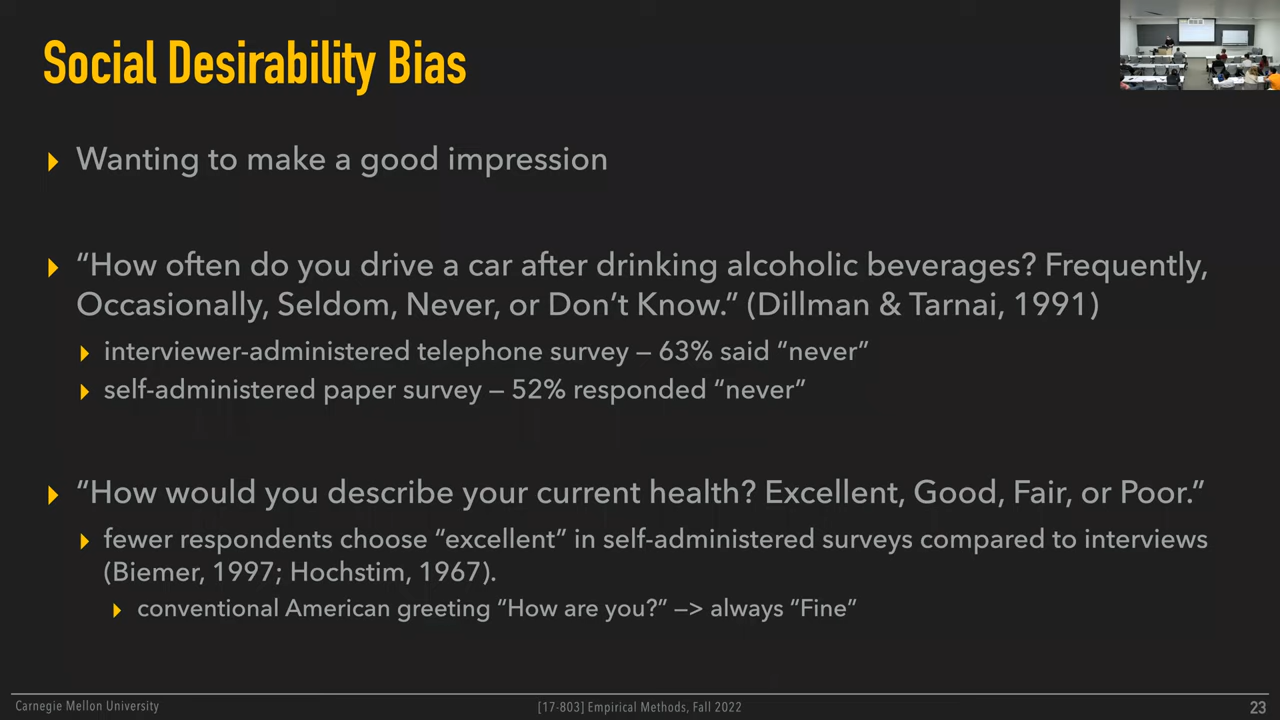 Social Desirability Bias
Wanting to make a good impression
“How often do you drive a car after drinking alcoholic beverages? Frequently,
Occasionally, Seldom, Never, or Don’t Know.” (Dillman & Tarnai, 1991)
interviewer-administered telephone survey – 63% said “never”
self-administered paper survey – 52% responded “never”
“How would you describe your current health? Excellent, Good, Fair, or Poor.”
fewer respondents choose “excellent” in self-administered surveys compared to interviews
(Biemer, 1997; Hochstim, 1967).
conventional American greeting “How are you?” —> always “Fine”
Carnegie Mellon University
[17-803] Empirical Methods, Fall 2022
23